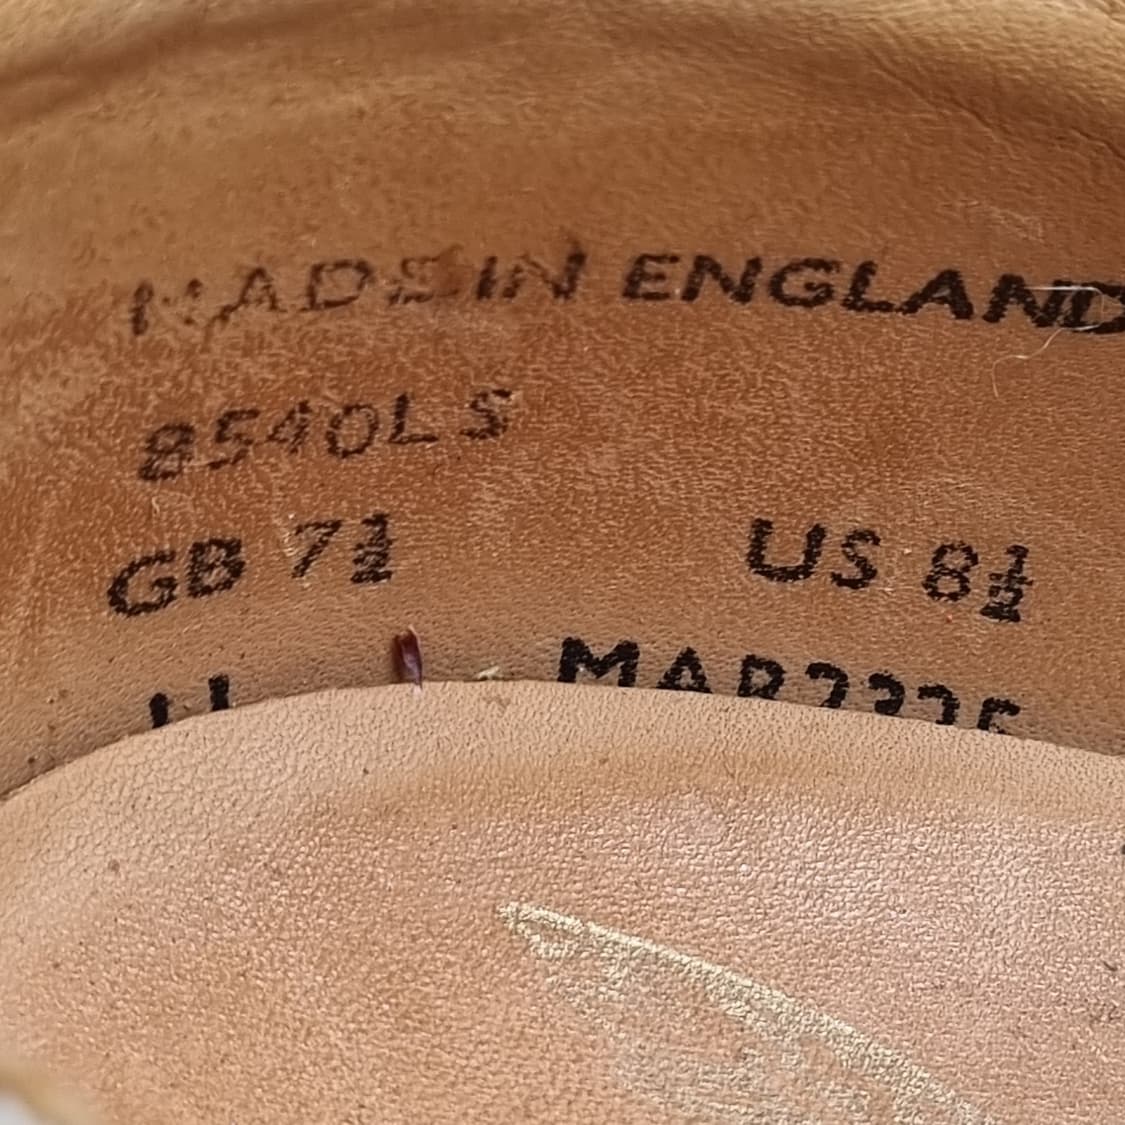 MADE IN ENGLAND
8540LS
GB 7½ US 8½